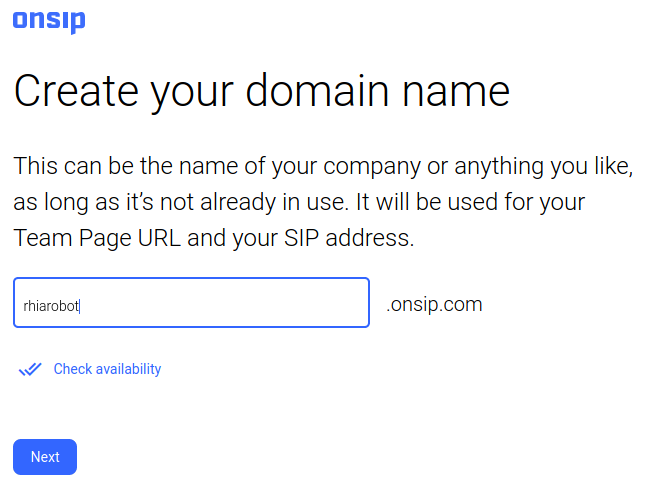 onsip
Create your domain name
This can be the name of your company or anything you like,
as long as it’s not already in use. It will be used for your
Team Page URL and your SIP address.
rhiarobot .onsip.com
Check availability
Next